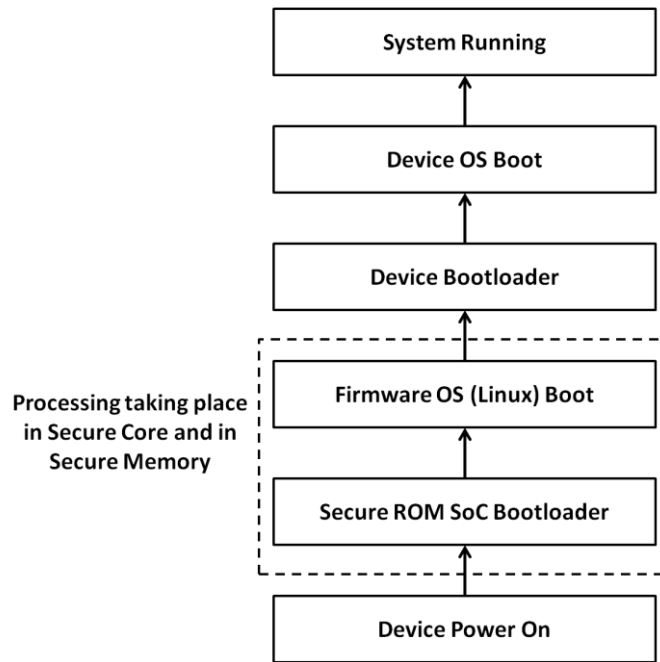 System Running
Device OS Boot
Device Bootloader
Firmware OS (Linux) Boot
Processing taking place
in Secure Core and in
Secure Memory
Secure ROM SoC Bootloader
Device Power On